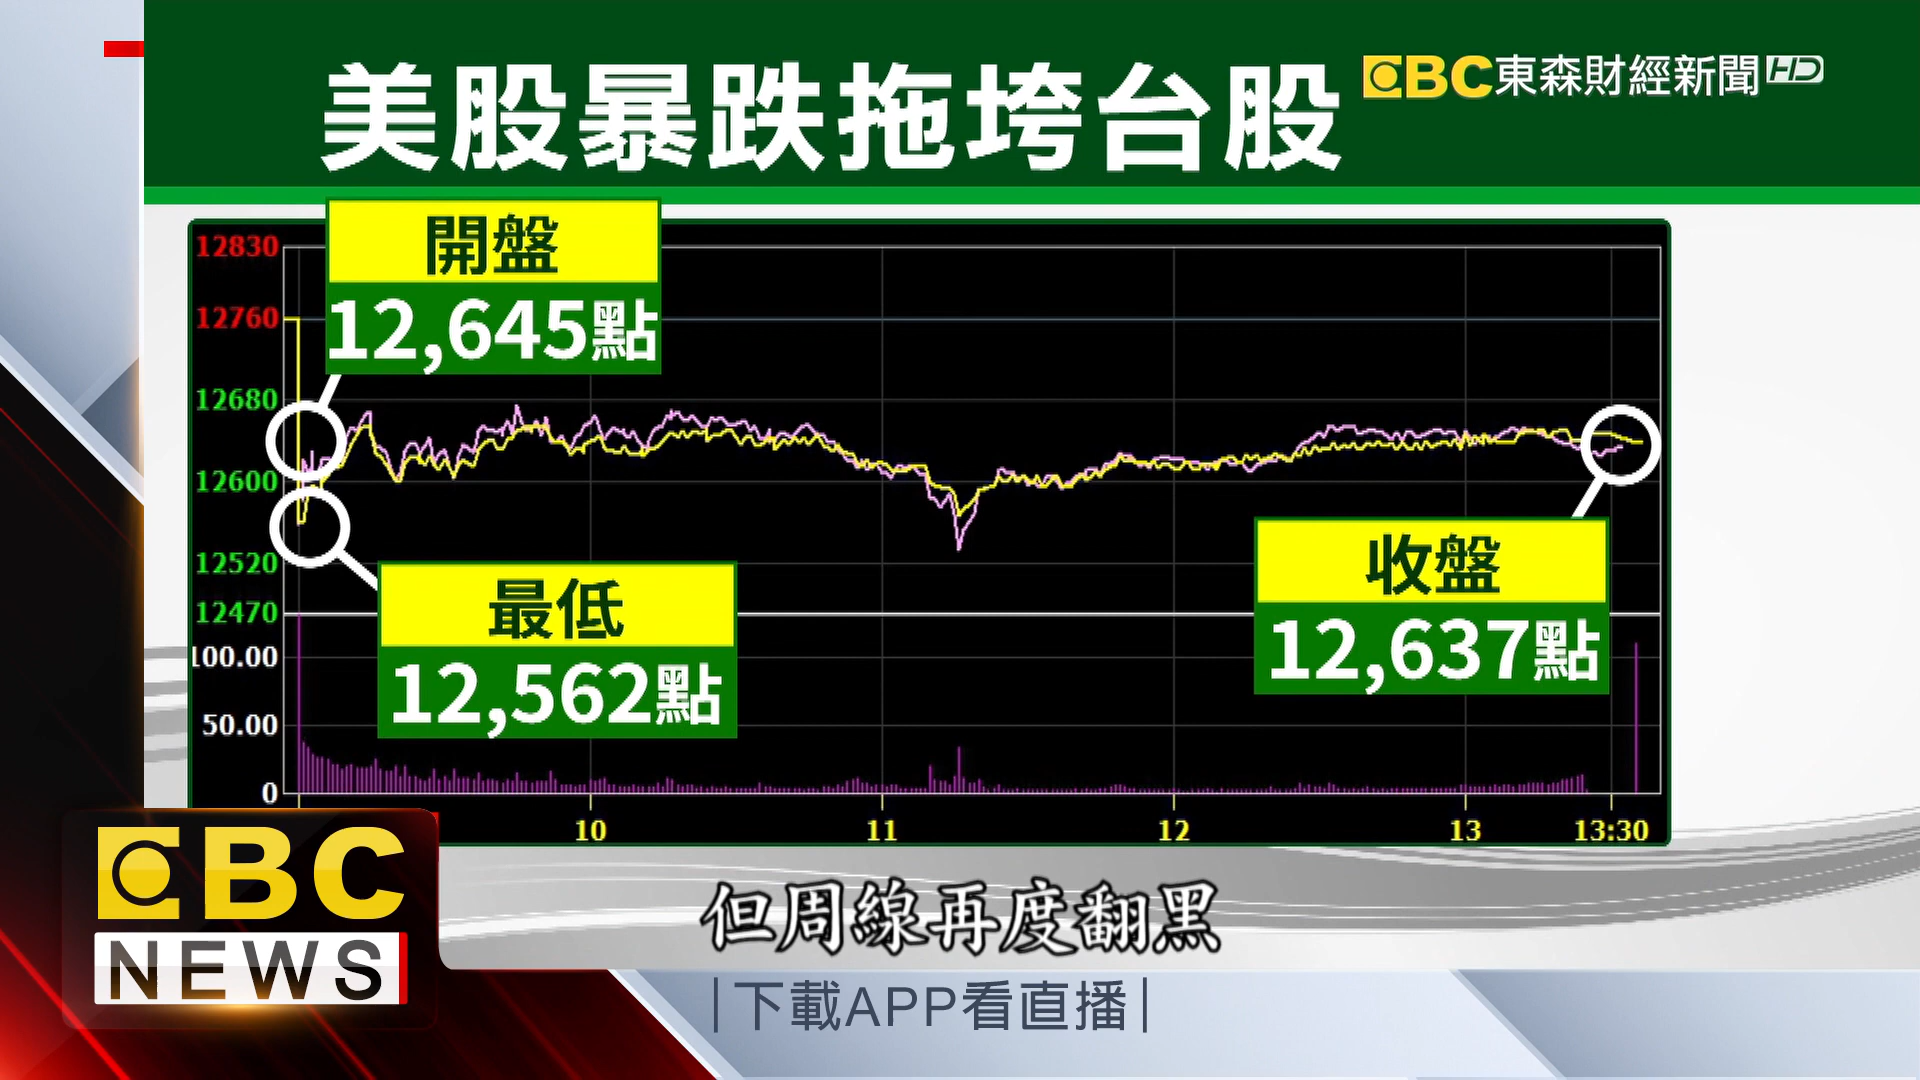 美股暴跌拖垮台股
EBC東森財經新聞HD
開盤
12,645點
最低
12,562點
收盤
12,637點
12830
12760
12680
12600
12520
12470
100.00
50.00
0
10
11
12
13
13:30
但周線再度翻黑
下載APP看直播
EBC
NEWS